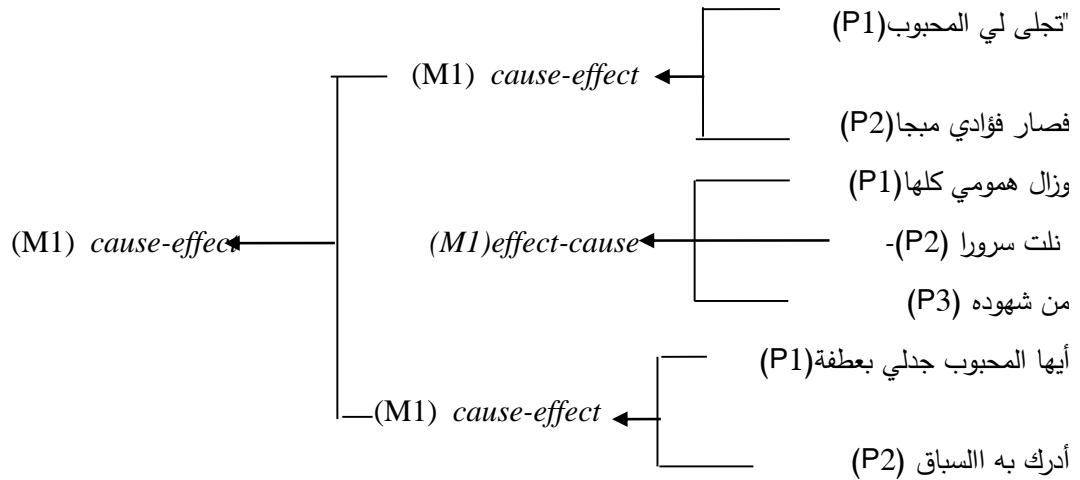 "تجلى لي المحبوب(P1)
(M1) cause-effect
فصار فؤادي مبجا(P2)
وزال همومي كلها(P1)
(M1) cause-effect
(M1)effect-cause
نلت سرورا (P2)-
من شهوده (P3)
أيها المحبوب جدلي بعطفة(P1)
(M1) cause-effect
أدرك به االسباق (P2)